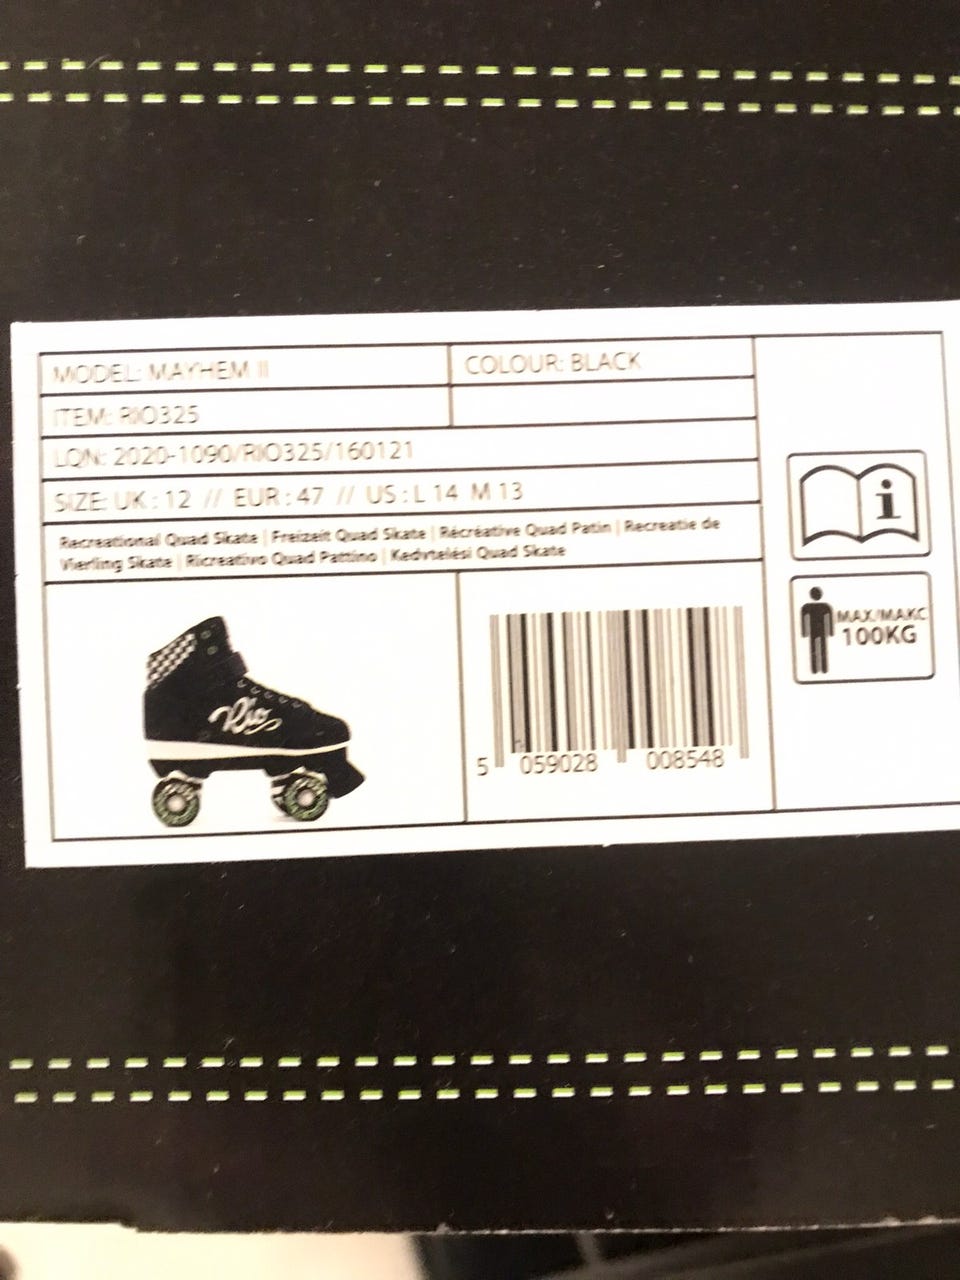 MODEL: MAYHEM II
COLOUR: BLACK
ITEM: RIO325
LQN: 2020-1090/RIO325/160121
SIZE: UK : 12 // EUR : 47 // US : L 14 M 13
Recreational Quad Skate | Freizeit Quad Skate | Récréative Quad Patin | Recreatie de
Vierling Skate | Ricreativo Quad Pattino | Kedvtelési Quad Skate
Rio
5 059028 008548
i
MAX/MAKC
100KG